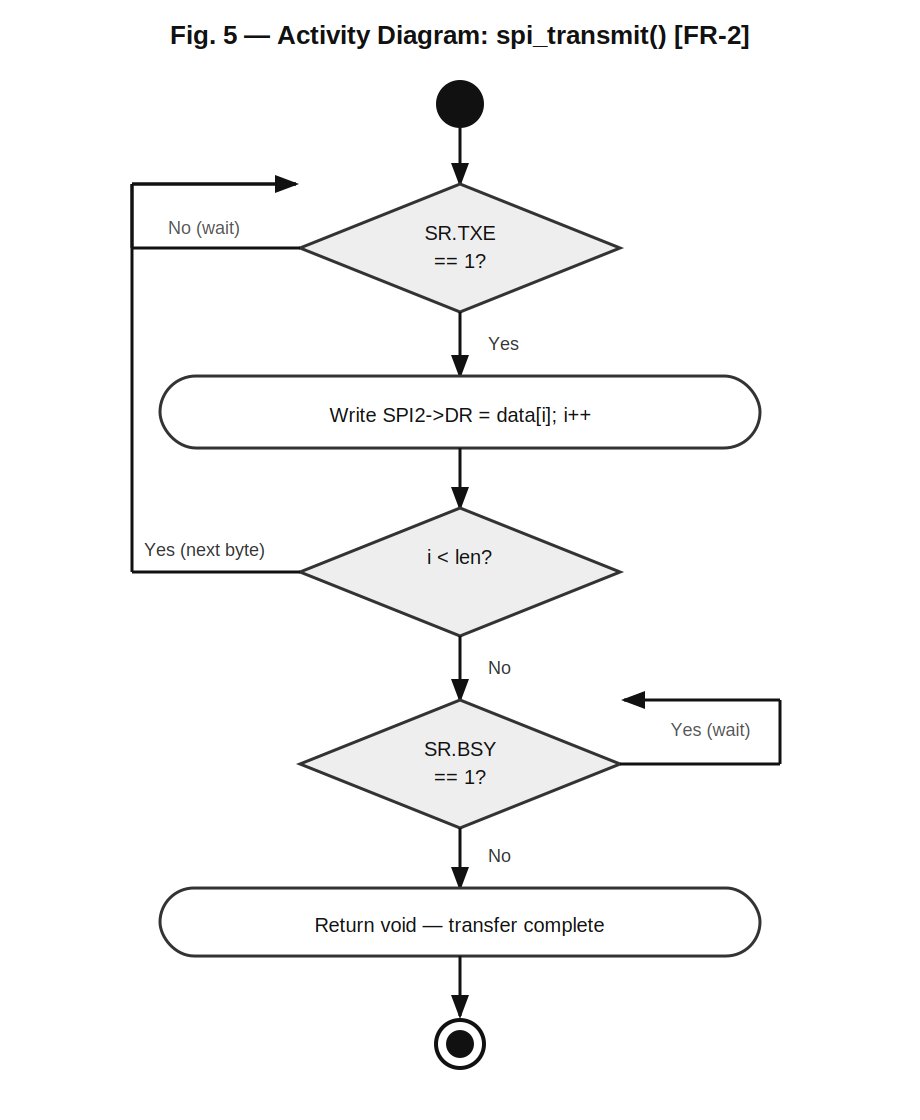 Fig. 5 — Activity Diagram: spi_transmit() [FR-2]
SR.TXE
== 1?
No (wait)
Yes
Write SPI2->DR = data[i]; i++
i < len?
Yes (next byte)
No
SR.BSY
== 1?
Yes (wait)
No
Return void — transfer complete